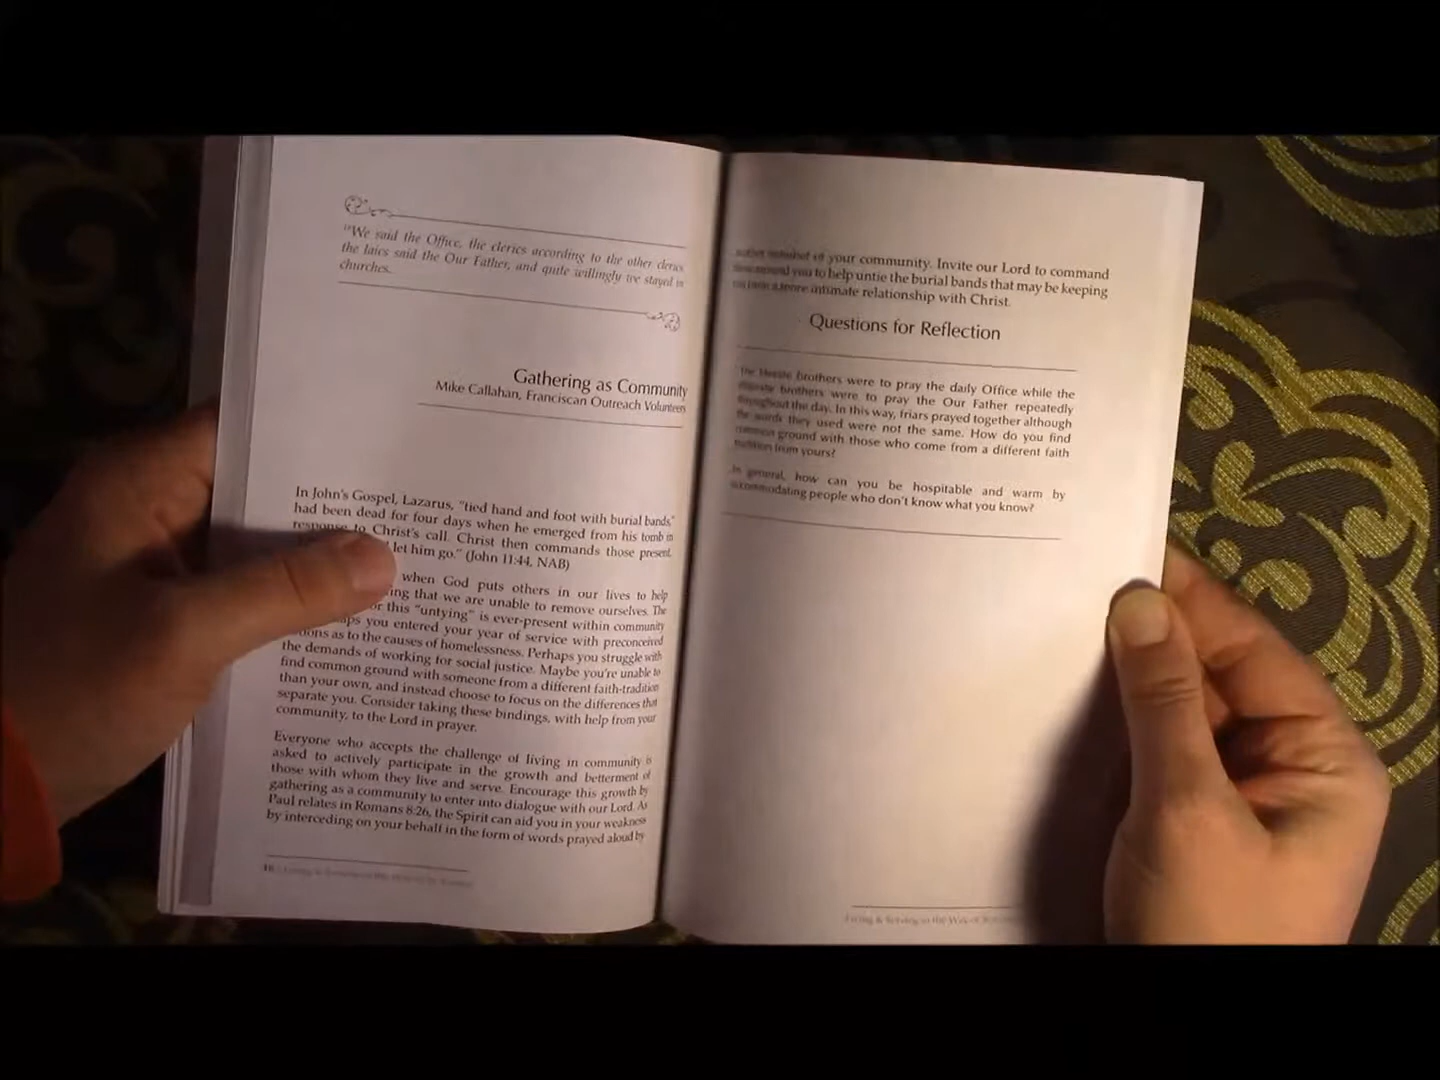 "We said the Office, the clerics according to the other clerics
the laics said the Our Father, and quite willingly we stayed in
churches.
Gathering as Community
Mike Callahan, Franciscan Outreach Volunteers
In John's Gospel, Lazarus, "tied hand and foot with burial bands"
had been dead for four days when he emerged from his tomb in
response to Christ's call. Christ then commands those present,
let him go." (John 11:44, NAB)
when God puts others in our lives to help
that we are unable to remove ourselves. The
this "untying" is ever-present within community
you entered your year of service with preconceived
as to the causes of homelessness. Perhaps you struggle with
the demands of working for social justice. Maybe you're unable to
find common ground with someone from a different faith-tradition
than your own, and instead choose to focus on the differences that
separate you. Consider taking these bindings, with help from your
community, to the Lord in prayer.
Everyone who accepts the challenge of living in community is
asked to actively participate in the growth and betterment of
those with whom they live and serve. Encourage this growth by
gathering as a community to enter into dialogue with our Lord. As
Paul relates in Romans 8:26, the Spirit can aid you in your weakness
by interceding on your behalf in the form of words prayed aloud by
of your community. Invite our Lord to command
you to help untie the burial bands that may be keeping
a more intimate relationship with Christ.
Questions for Reflection
brothers were to pray the daily Office while the
brothers were to pray the Our Father repeatedly
throughout the day. In this way, friars prayed together although
the words they used were not the same. How do you find
common ground with those who come from a different faith
tradition from yours?
In general, how can you be hospitable and warm by
accommodating people who don't know what you know?
Living & Serving in the Way of